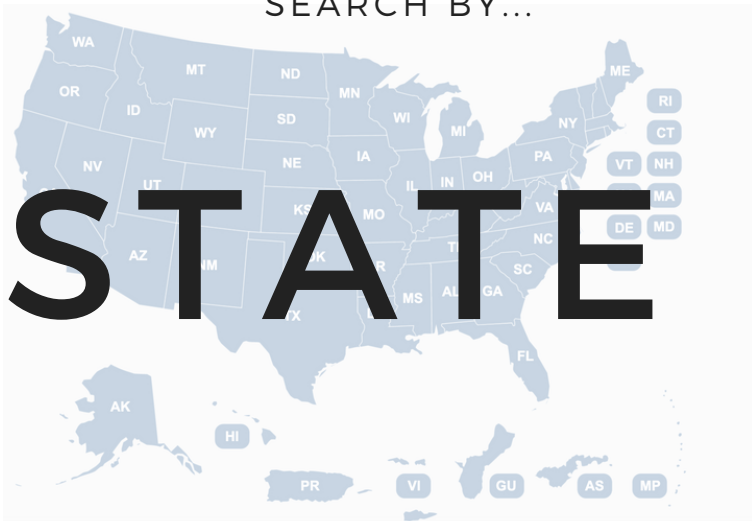 SEARCH BY...
WA
MT
ND
MN
ME
OR
ID
SD
WI
MI
NY
RI
CT
WY
NV
NE
IA
IL
IN
OH
PA
VT
NH
UT
KS
MO
VA
MA
STATE
AZ
NM
OK
NC
DE
MD
SC
TX
MS
AL
GA
FL
AK
HI
PR
VI
GU
AS
MP